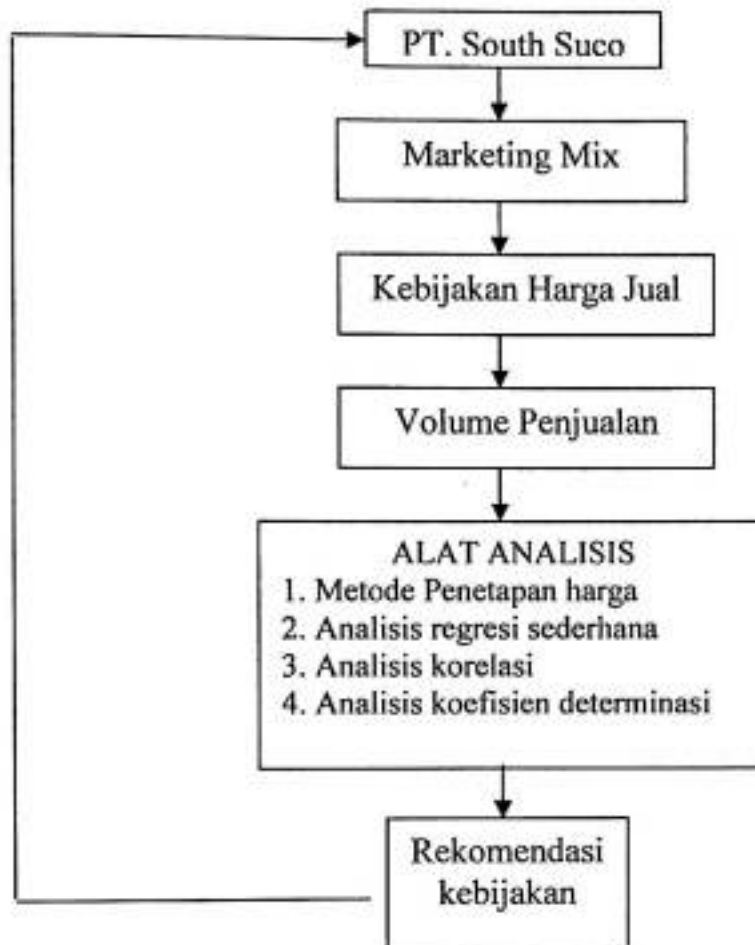 PT. South Suco
Marketing Mix
Kebijakan Harga Jual
Volume Penjualan
ALAT ANALISIS
1. Metode Penetapan harga
2. Analisis regresi sederhana
3. Analisis korelasi
4. Analisis koefisien determinasi
Rekomendasi
kebijakan